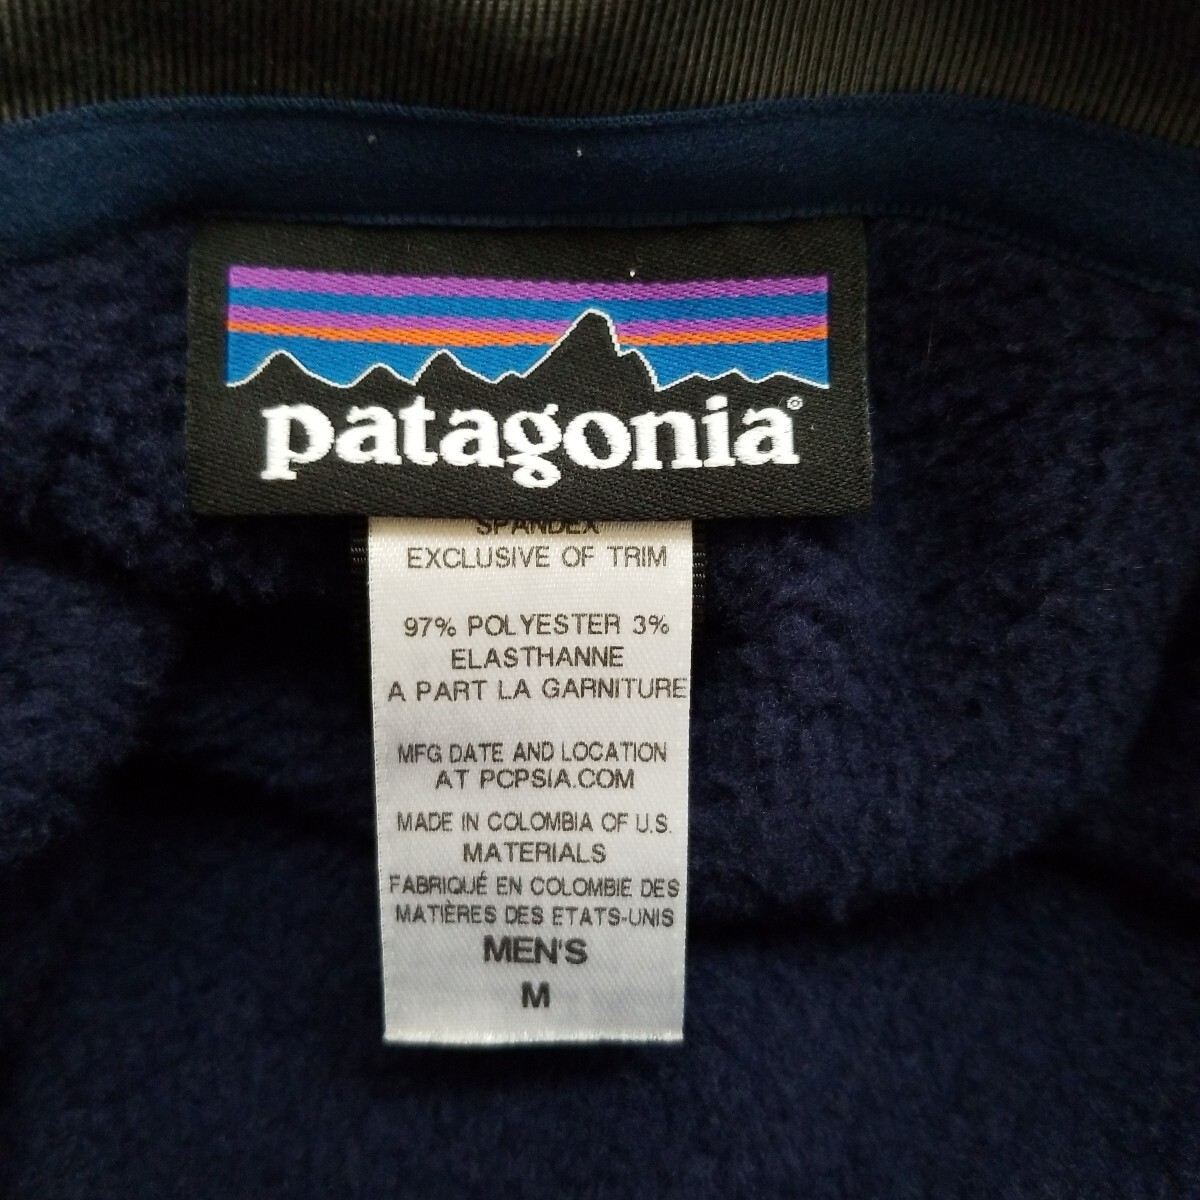 patagonia®
SPANDEX
EXCLUSIVE OF TRIM
97% POLYESTER 3%
ELASTHANNE
A PART LA GARNITURE
MFG DATE AND LOCATION
AT PCPSIA.COM
MADE IN COLOMBIA OF U.S.
MATERIALS
FABRIQUÉ EN COLOMBIE DES
MATIÈRES DES ETATS-UNIS
MEN'S
M